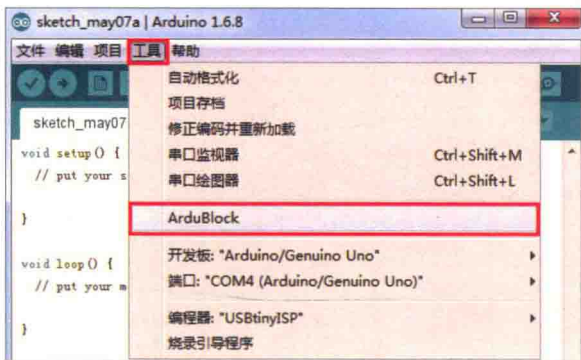 sketch_may07a | Arduino 1.6.8
文件 编辑 项目 工具 帮助
自动格式化 Ctrl+T
项目存档
修正编码并重新加载
串口监视器 Ctrl+Shift+M
串口绘图器 Ctrl+Shift+L
ArduBlock
开发板: "Arduino/Genuino Uno"
端口: "COM4 (Arduino/Genuino Uno)"
编程器: "USBtinyISP"
烧录引导程序
sketch_may07
void setup() {
// put your s
}
void loop() {
// put your m
}